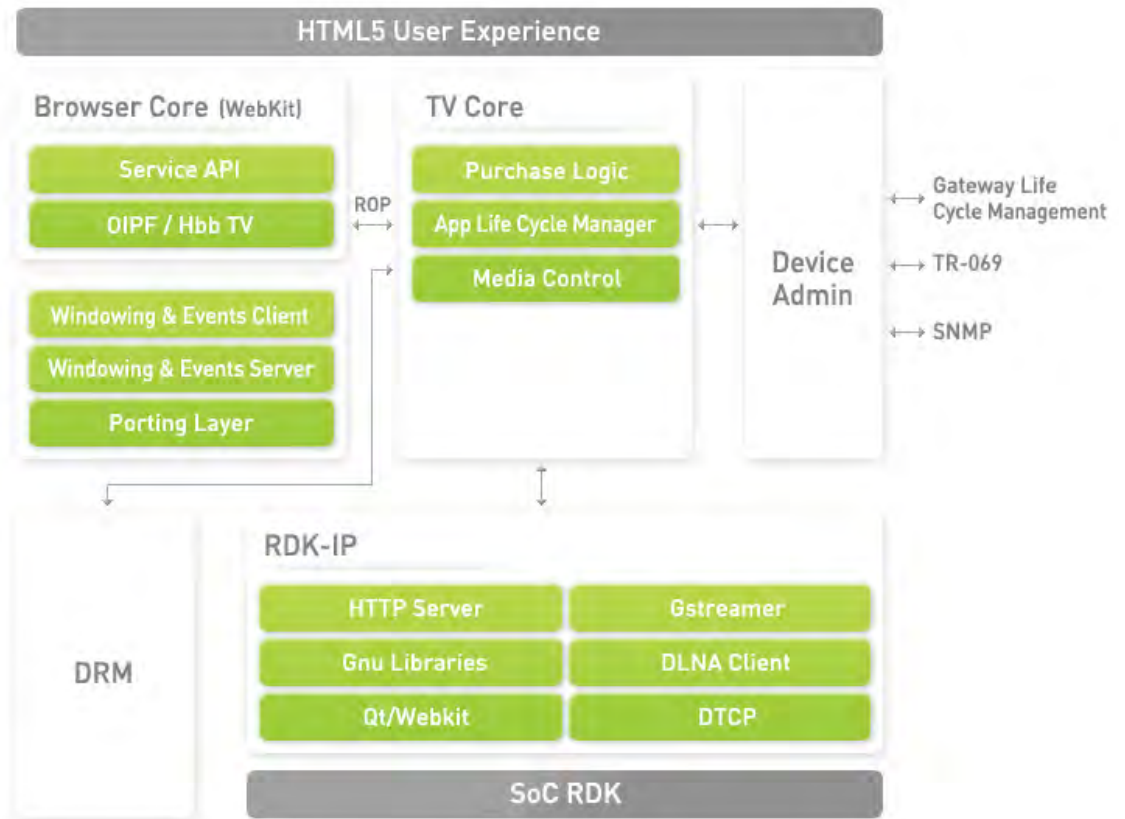 HTML5 User Experience
Browser Core (WebKit)
Service API
OIPF / Hbb TV
Windowing & Events Client
Windowing & Events Server
Porting Layer
ROP
TV Core
Purchase Logic
App Life Cycle Manager
Media Control
Device
Admin
Gateway Life
Cycle Management
TR-069
SNMP
DRM
RDK-IP
HTTP Server
Gstreamer
Gnu Libraries
DLNA Client
Qt/Webkit
DTCP
SoC RDK